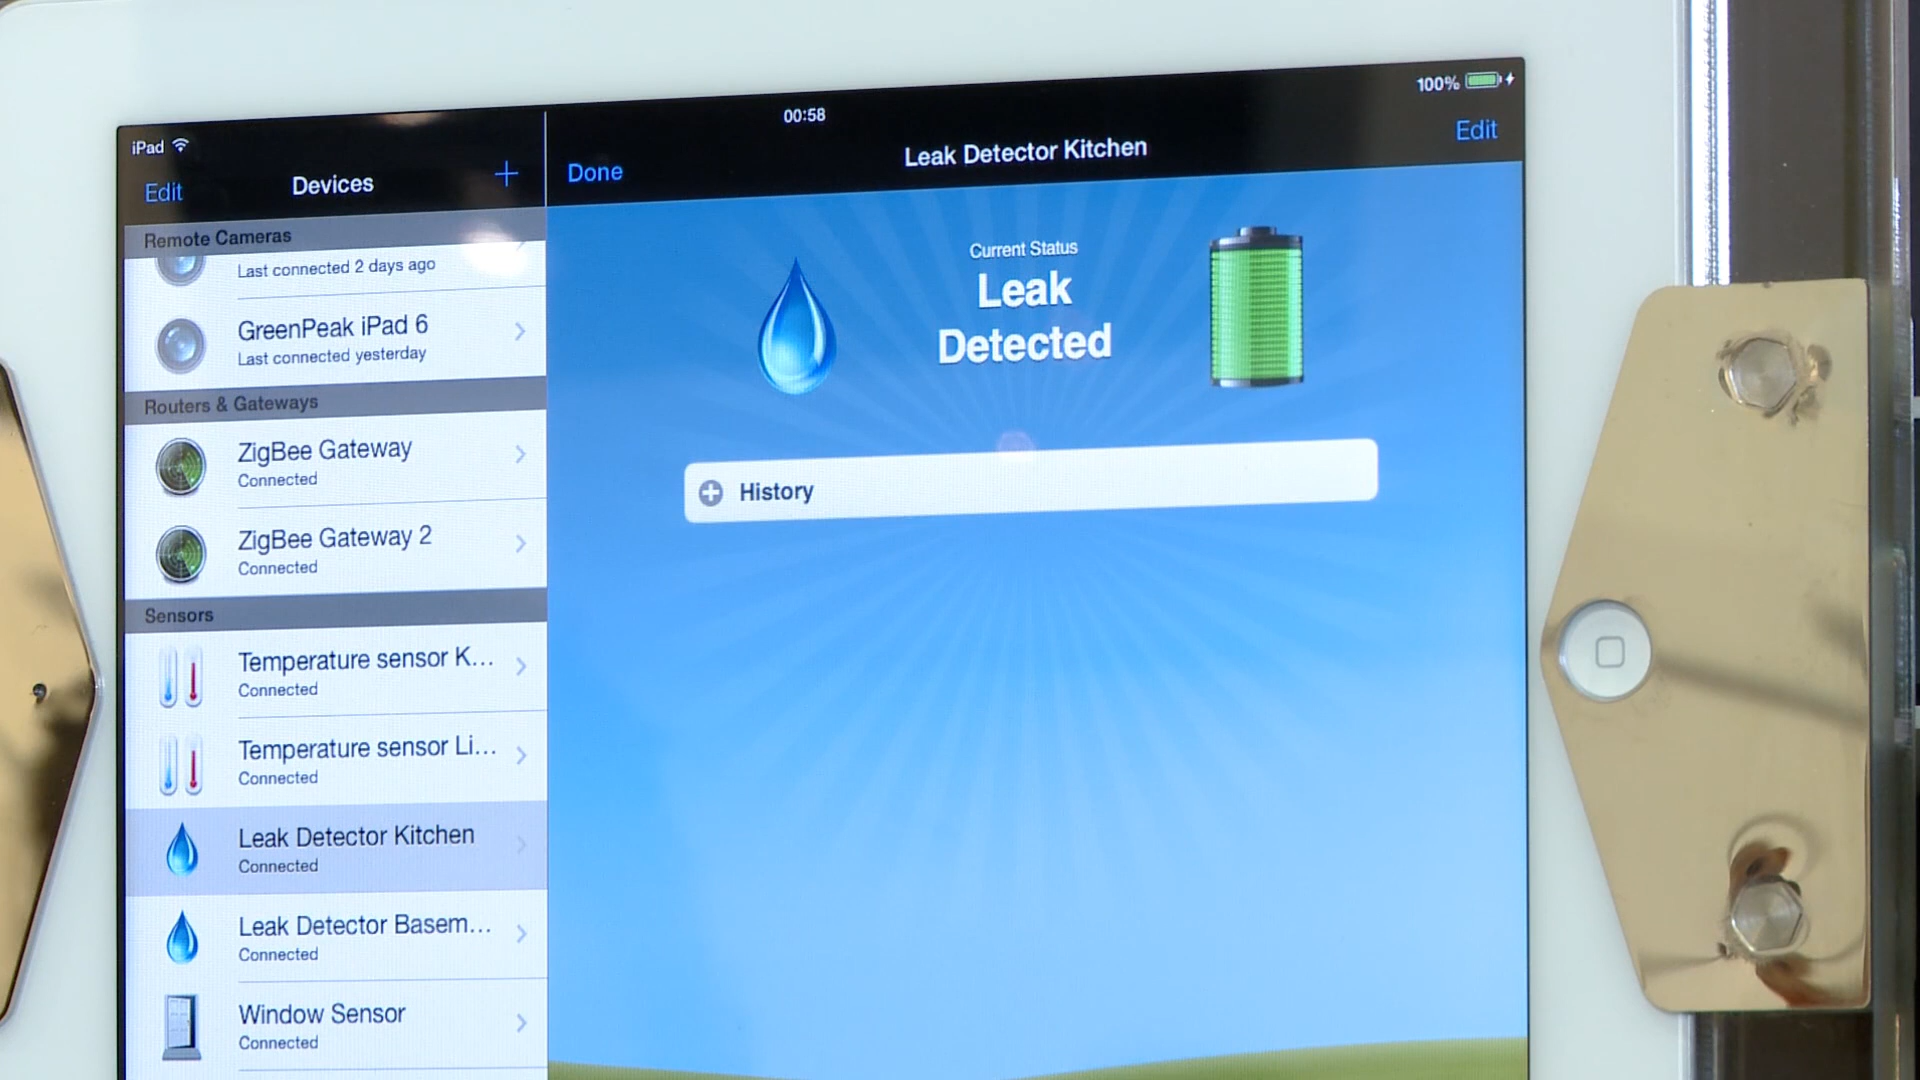 iPad
00:58
100%
Edit
Devices
+
Done
Leak Detector Kitchen
Edit
Remote Cameras
Last connected 2 days ago
GreenPeak iPad 6
Last connected yesterday
Routers & Gateways
ZigBee Gateway
Connected
ZigBee Gateway 2
Connected
Sensors
Temperature sensor K...
Connected
Temperature sensor Li...
Connected
Leak Detector Kitchen
Connected
Leak Detector Basem...
Connected
Window Sensor
Connected
Current Status
Leak
Detected
History